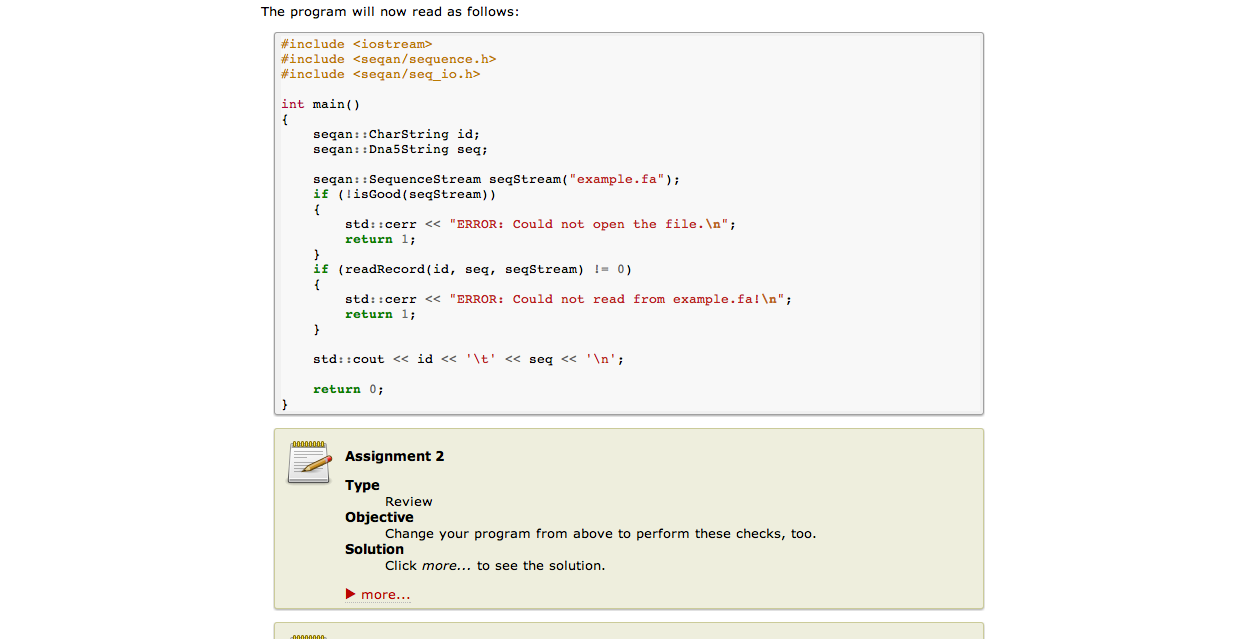 The program will now read as follows:
#include <iostream>
#include <seqan/sequence.h>
#include <seqan/seq_io.h>
int main()
{
    seqan::CharString id;
    seqan::Dna5String seq;
    seqan::SequenceStream seqStream("example.fa");
    if (!isGood(seqStream))
    {
        std::cerr << "ERROR: Could not open the file.\n";
        return 1;
    }
    if (readRecord(id, seq, seqStream) != 0)
    {
        std::cerr << "ERROR: Could not read from example.fa!\n";
        return 1;
    }
    std::cout << id << '\t' << seq << '\n';
    return 0;
}
Assignment 2
Type
Review
Objective
Change your program from above to perform these checks, too.
Solution
Click more... to see the solution.
more...